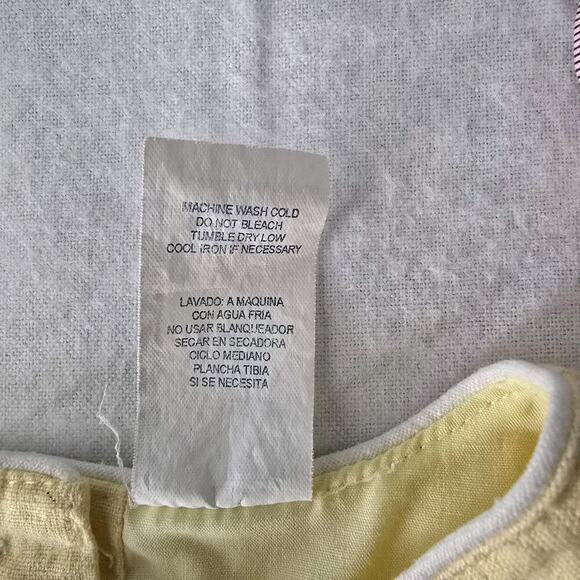 MACHINE WASH COLD
DO NOT BLEACH
TUMBLE DRY LOW
COOL IRON IF NECESSARY
LAVADO: A MAQUINA
CON AGUA FRIA
NO USAR BLANQUEADOR
SECAR EN SECADORA
CICLO MEDIANO
PLANCHA TIBIA
SI SE NECESITA